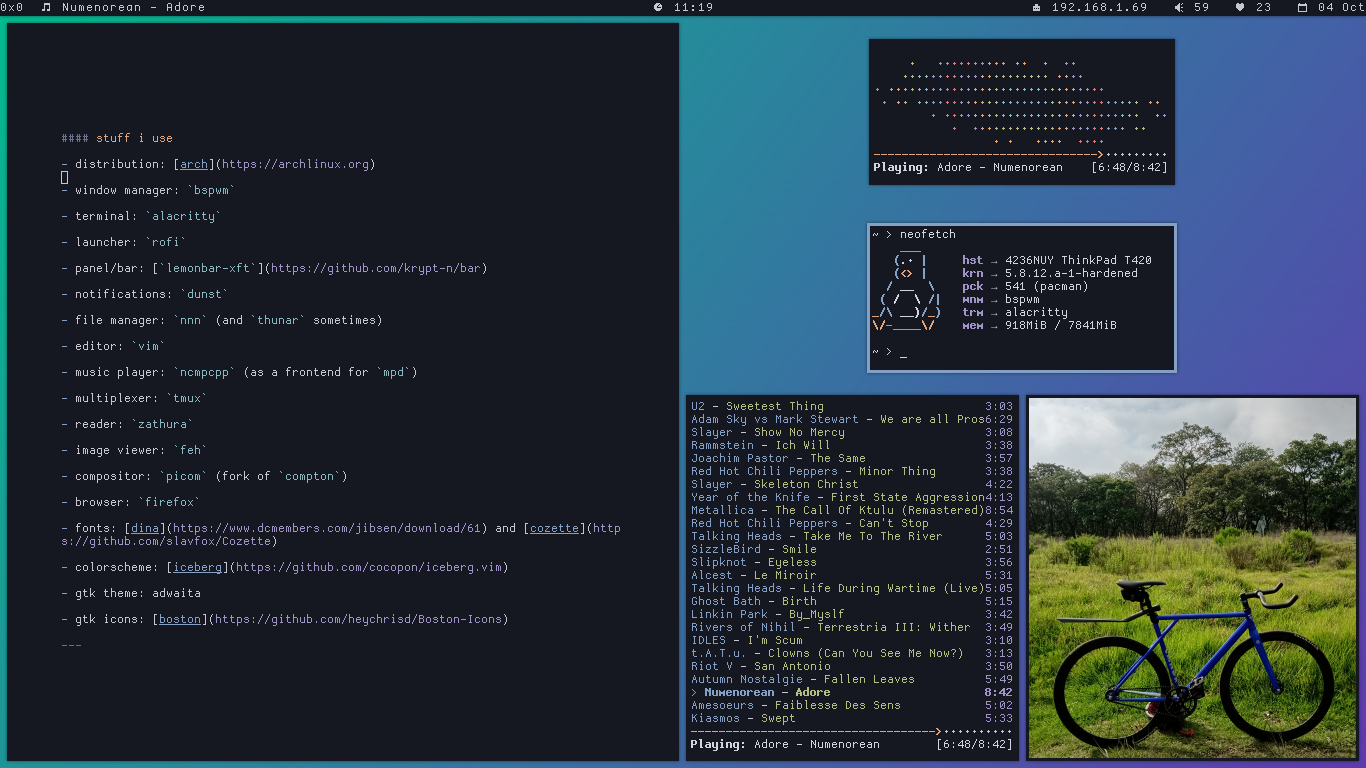 0x0 Numenorean - Adore
11:19
192.168.1.69 59 23 04 Oct
#### stuff i use
- distribution: [arch](https://archlinux.org)
- window manager: `bspwm`
- terminal: `alacritty`
- launcher: `rofi`
- panel/bar: [`lemonbar-xft`](https://github.com/krypt-n/bar)
- notifications: `dunst`
- file manager: `nnn` (and `thunar` sometimes)
- editor: `vim`
- music player: `ncmpcpp` (as a frontend for `mpd`)
- multiplexer: `tmux`
- reader: `zathura`
- image viewer: `feh`
- compositor: `picom` (fork of `compton`)
- browser: `firefox`
- fonts: [dina](https://www.dcmembers.com/jibsen/download/61) and [cozette](http
s://github.com/slavfox/Cozette)
- colorscheme: [iceberg](https://github.com/cocopon/iceberg.vim)
- gtk theme: adwaita
- gtk icons: [boston](https://github.com/heychrisd/Boston-Icons)
---
Playing: Adore - Numenorean [6:48/8:42]
~ > neofetch
hst → 4236NUY ThinkPad T420
krn → 5.8.12.a-1-hardened
pck → 541 (pacman)
wnm → bspwm
trm → alacritty
mem → 918MiB / 7841MiB
~ > _
U2 - Sweetest Thing 3:03
Adam Sky vs Mark Stewart - We are all Pros6:29
Slayer - Show No Mercy 3:08
Rammstein - Ich Will 3:38
Joachim Pastor - The Same 3:57
Red Hot Chili Peppers - Minor Thing 3:38
Slayer - Skeleton Christ 4:22
Year of the Knife - First State Aggression4:13
Metallica - The Call Of Ktulu (Remastered)8:54
Red Hot Chili Peppers - Can't Stop 4:29
Talking Heads - Take Me To The River 5:03
SizzleBird - Smile 2:51
Slipknot - Eyeless 3:56
Alcest - Le Miroir 5:31
Talking Heads - Life During Wartime (Live)5:05
Ghost Bath - Birth 5:15
Linkin Park - By_Myslf 3:42
Rivers of Nihil - Terrestria III: Wither 3:49
IDLES - I'm Scum 3:10
t.A.T.u. - Clowns (Can You See Me Now?) 3:13
Riot V - San Antonio 3:50
Autumn Nostalgie - Fallen Leaves 5:49
> Numenorean - Adore 8:42
Amesoeurs - Faiblesse Des Sens 5:02
Kiasmos - Swept 5:33
Playing: Adore - Numenorean [6:48/8:42]